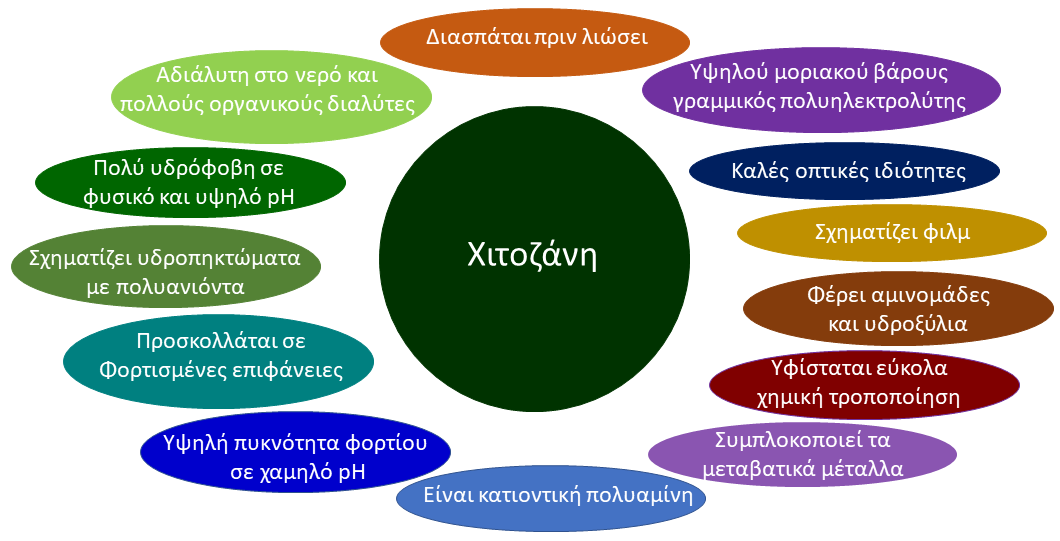 Διασπάται πριν λιώσει
Υψηλού μοριακού βάρους
γραμμικός πολυηλεκτρολύτης
Καλές οπτικές ιδιότητες
Σχηματίζει φιλμ
Φέρει αμινομάδες
και υδροξύλια
Υφίσταται εύκολα
χημική τροποποίηση
Συμπλοκοποιεί τα
μεταβατικά μέταλλα
Είναι κατιοντική πολυαμίνη
Υψηλή πυκνότητα φορτίου
σε χαμηλό pH
Προσκολλάται σε
Φορτισμένες επιφάνειες
Σχηματίζει υδροπηκτώματα
με πολυανιόντα
Πολύ υδρόφοβη σε
φυσικό και υψηλό pH
Αδιάλυτη στο νερό και
πολλούς οργανικούς διαλύτες
Χιτοζάνη